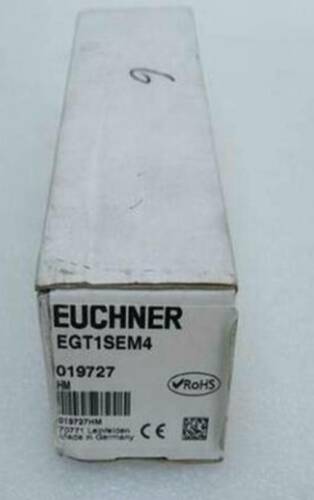 6
EUCHNER
EGT1SEM4
019727
HM
RoHS
019727HM
70771 Leinfelden
Made in Germany
CE